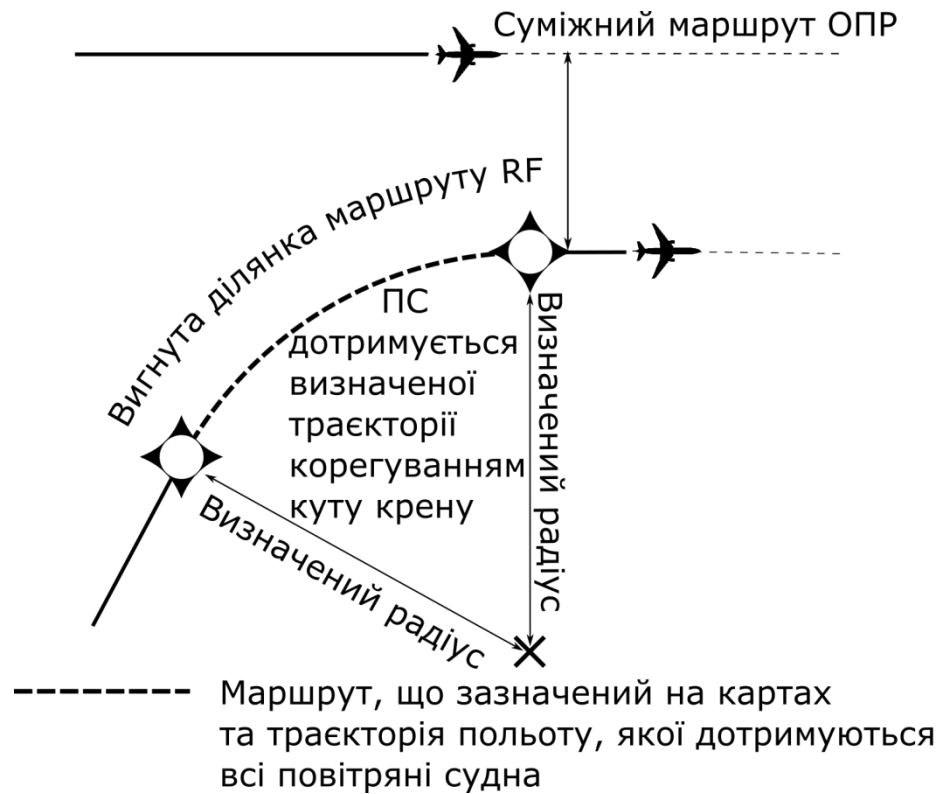 Суміжний маршрут ОПР
Вигнута ділянка маршруту RF
ПС
дотримується
визначеної
траєкторії
корегуванням
куту крену
Визначений радіус
Визначений радіус
Маршрут, що зазначений на картах
та траєкторія польоту, якої дотримуються
всі повітряні судна